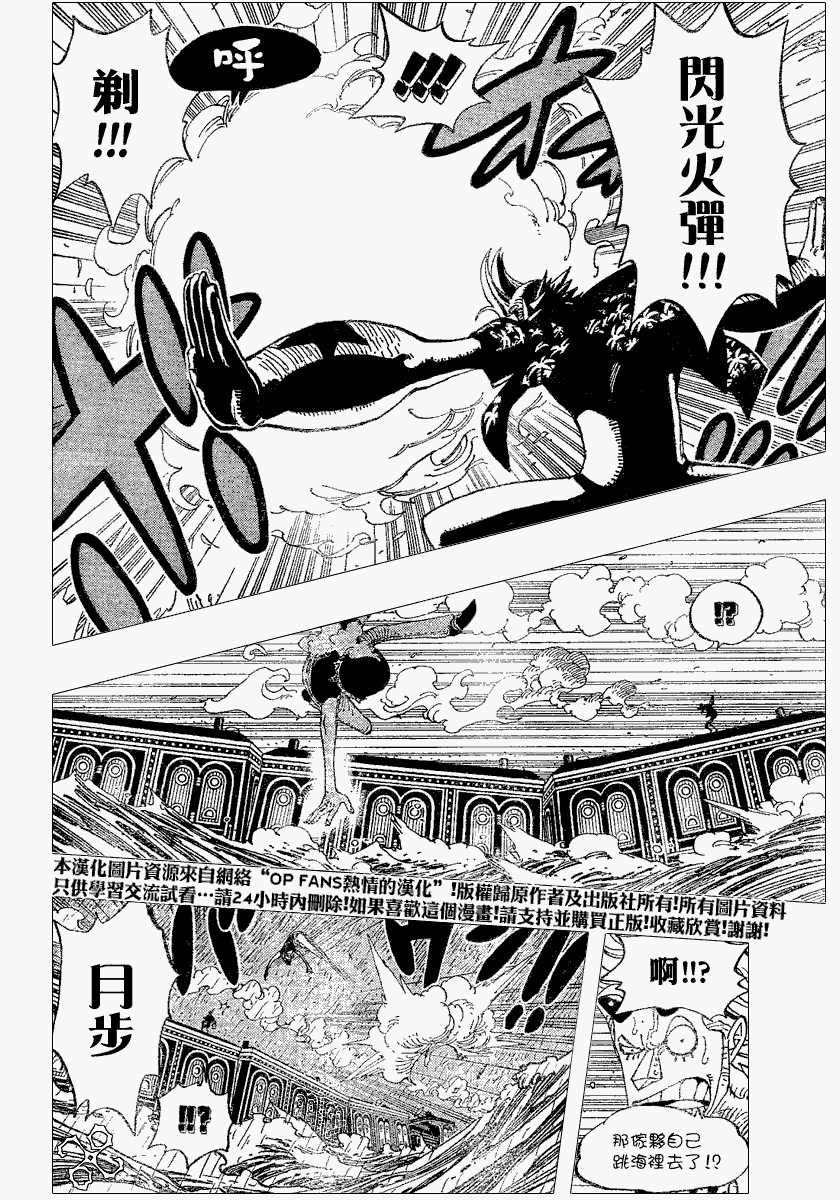 閃光火彈!!!
!!!
呼
剃!!!
!?
本漢化圖片資源來自網絡“OP FANS熱情的漢化”!版權歸原作者及出版社所有!所有圖片資料
只供學習交流試看…請24小時內刪除!如果喜歡這個漫畫!請支持並購買正版!收藏欣賞!謝謝!
啊!!?
那傢夥自己
跳海裡去了!?
月步
!!?